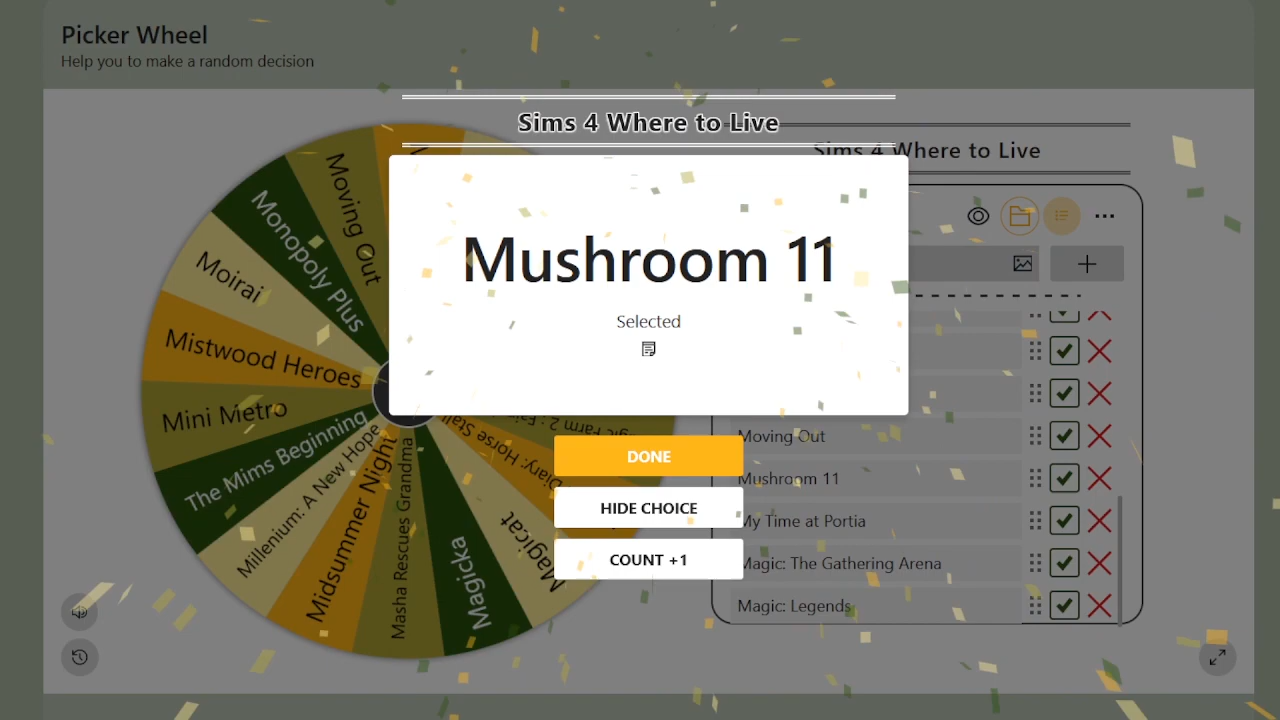 Picker Wheel
Help you to make a random decision
Sims 4 Where to Live
Sims 4 Where to Live
Mushroom 11
Selected
DONE
HIDE CHOICE
COUNT +1
Moving Out
Monopoly Plus
Moirai
Mistwood Heroes
Mini Metro
The Mims Beginning
Millenium: A New Hope
Midsummer Night
Masha Rescues Grandma
Magicka
Magicat
Diary: Horse Stall
Moving Out
Mushroom 11
My Time at Portia
Magic: The Gathering Arena
Magic: Legends